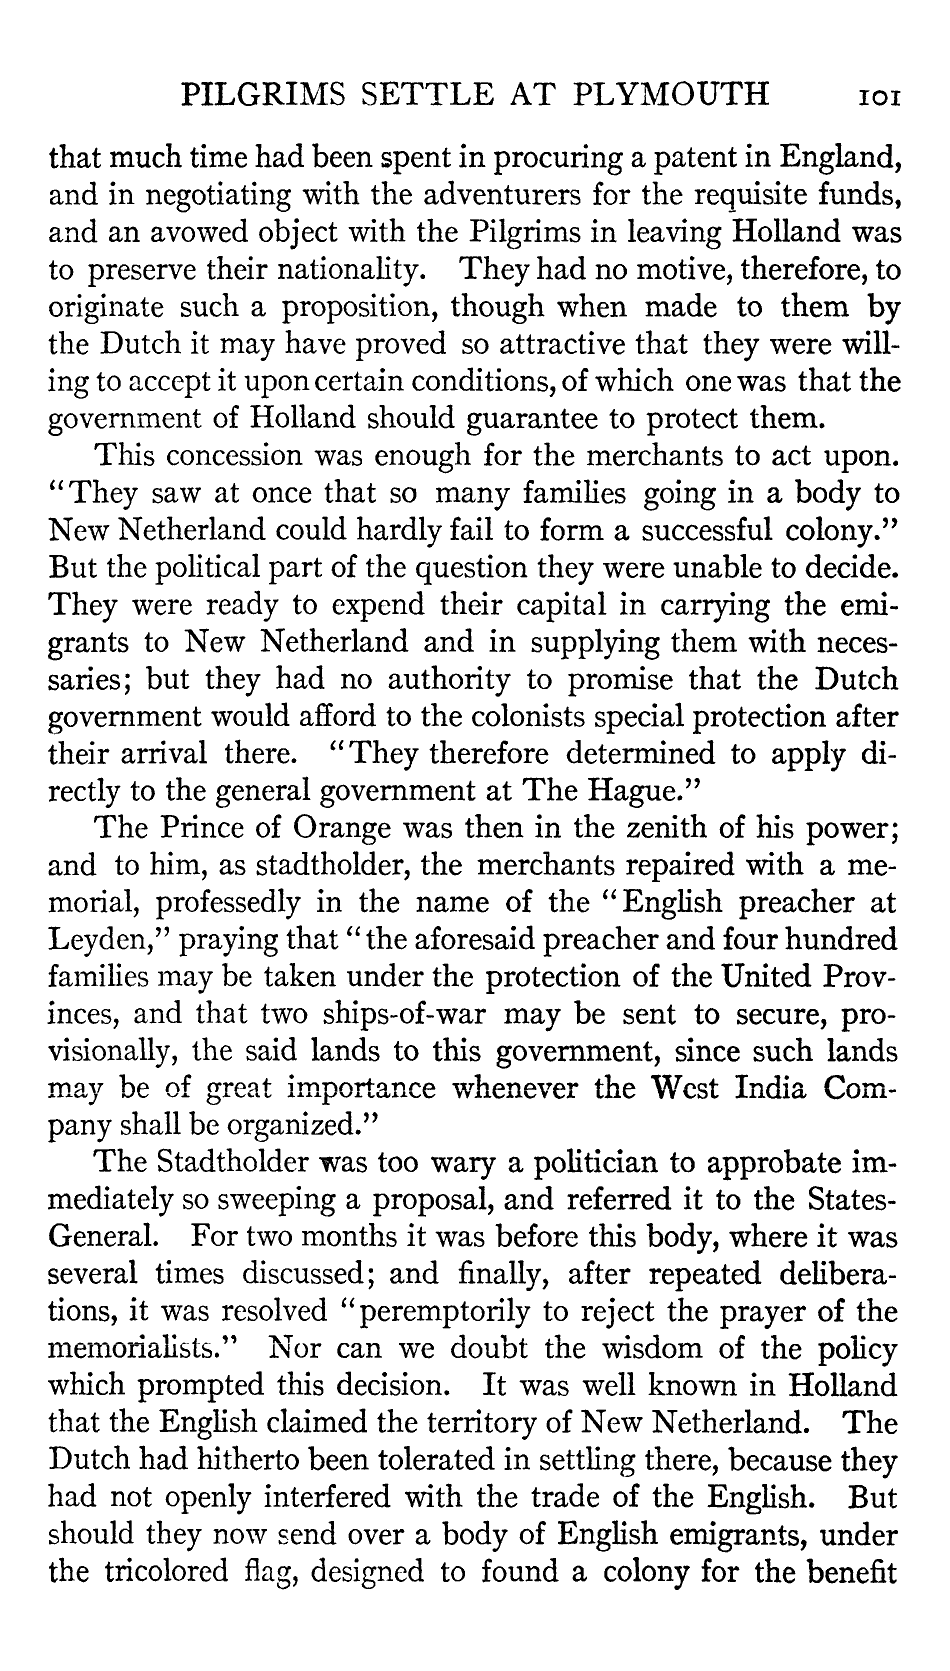 PILGRIMS SETTLE AT PLYMOUTH 101
that much time had been spent in procuring a patent in England,
and in negotiating with the adventurers for the requisite funds,
and an avowed object with the Pilgrims in leaving Holland was
to preserve their nationality. They had no motive, therefore, to
originate such a proposition, though when made to them by
the Dutch it may have proved so attractive that they were will-
ing to accept it upon certain conditions, of which one was that the
government of Holland should guarantee to protect them.
This concession was enough for the merchants to act upon.
“They saw at once that so many families going in a body to
New Netherland could hardly fail to form a successful colony.”
But the political part of the question they were unable to decide.
They were ready to expend their capital in carrying the emi-
grants to New Netherland and in supplying them with neces-
saries; but they had no authority to promise that the Dutch
government would afford to the colonists special protection after
their arrival there. “They therefore determined to apply di-
rectly to the general government at The Hague.”
The Prince of Orange was then in the zenith of his power;
and to him, as stadtholder, the merchants repaired with a me-
morial, professedly in the name of the “English preacher at
Leyden,” praying that “the aforesaid preacher and four hundred
families may be taken under the protection of the United Prov-
inces, and that two ships-of-war may be sent to secure, pro-
visionally, the said lands to this government, since such lands
may be of great importance whenever the West India Com-
pany shall be organized.”
The Stadtholder was too wary a politician to approbate im-
mediately so sweeping a proposal, and referred it to the States-
General. For two months it was before this body, where it was
several times discussed; and finally, after repeated delibera-
tions, it was resolved “peremptorily to reject the prayer of the
memorialists.” Nor can we doubt the wisdom of the policy
which prompted this decision. It was well known in Holland
that the English claimed the territory of New Netherland. The
Dutch had hitherto been tolerated in settling there, because they
had not openly interfered with the trade of the English. But
should they now send over a body of English emigrants, under
the tricolored flag, designed to found a colony for the benefit